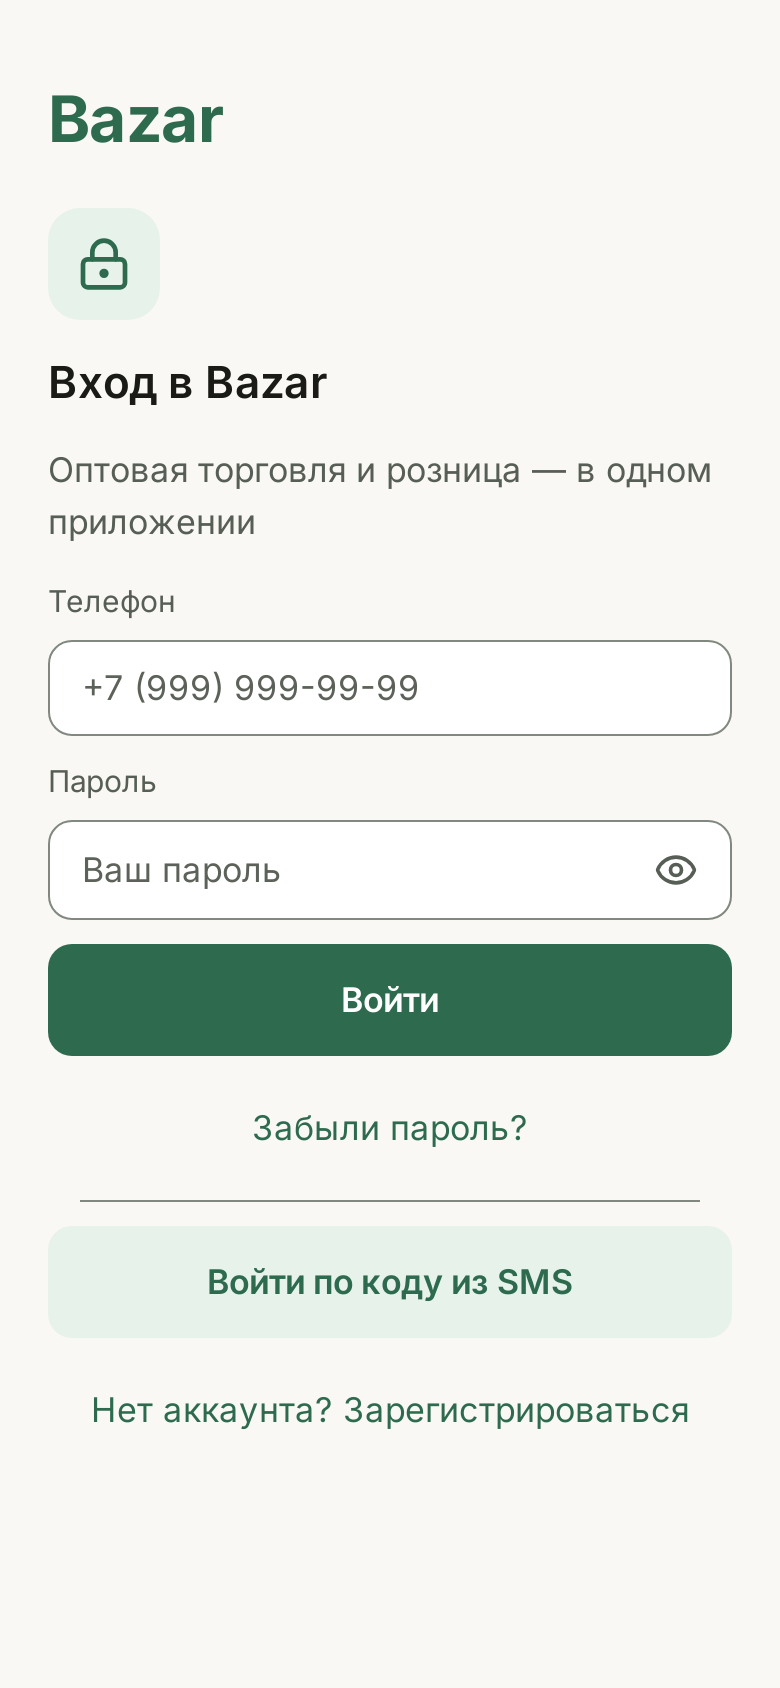 Bazar
Вход в Bazar
Оптовая торговля и розница — в одном
приложении
Телефон
+7 (999) 999-99-99
Пароль
Ваш пароль
Войти
Забыли пароль?
Войти по коду из SMS
Нет аккаунта? Зарегистрироваться